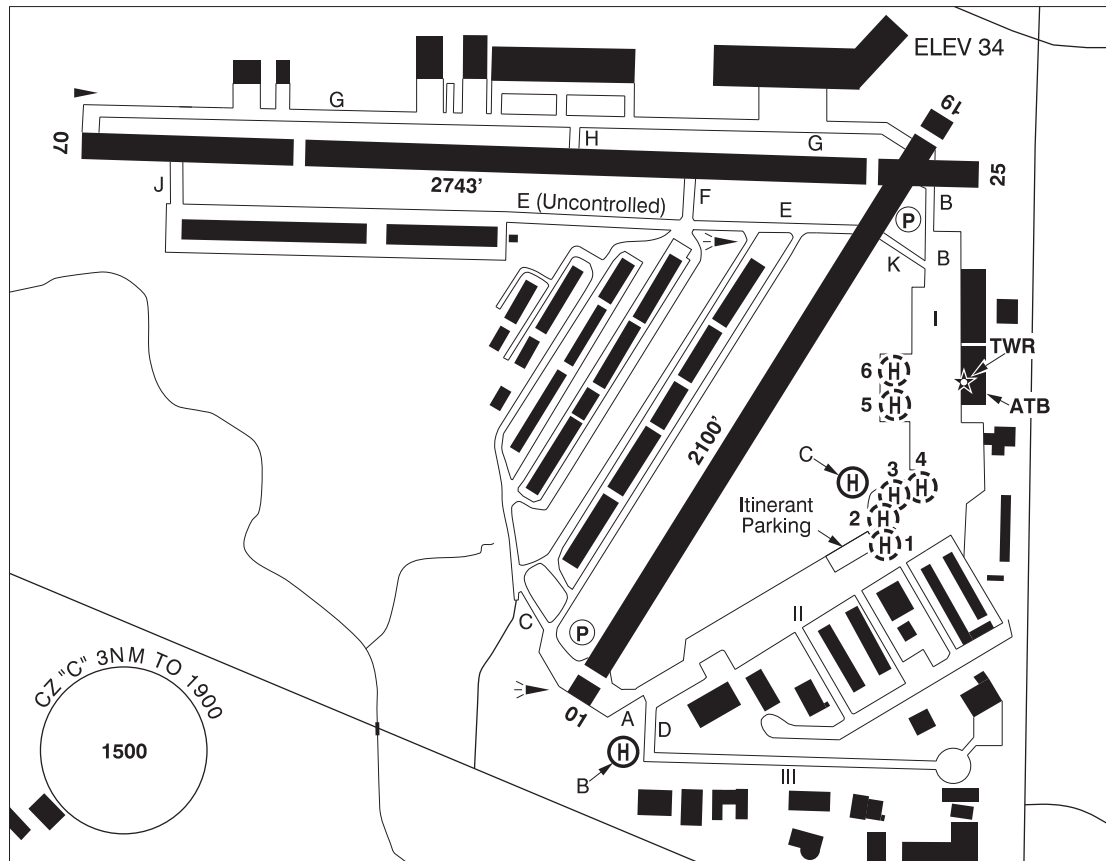 ELEV 34
19
G
07
H
G
25
2743'
J
F
B
E (Uncontrolled)
E
P
K
B
I
TWR
6
H
ATB
5
H
2100'
C
H
3
4
H
H
Itinerant
Parking
2
H
H
1
II
C
P
CZ "C" 3NM TO 1900
1500
01
A
D
H
B
III